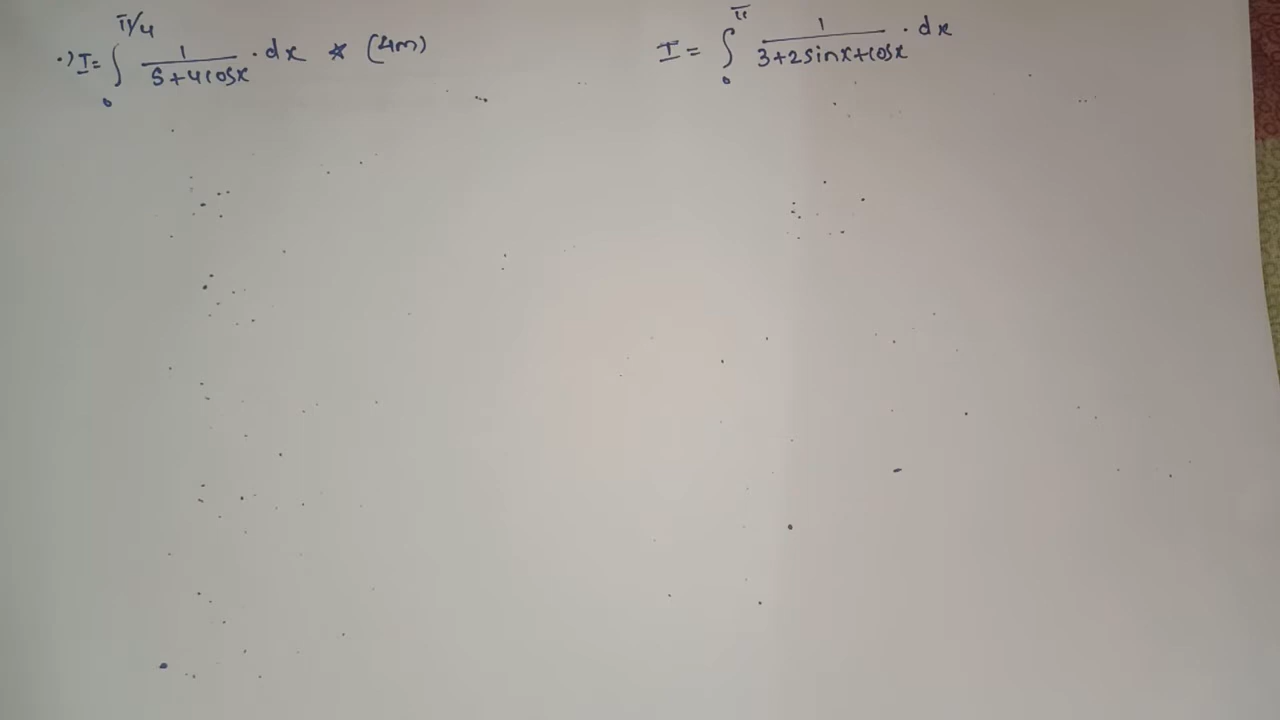 ·) I = ∫₀^π/4 1/(5+4cosx) · dx * (4m)
I = ∫₀^π 1/(3+2sinx+cosx) · dx